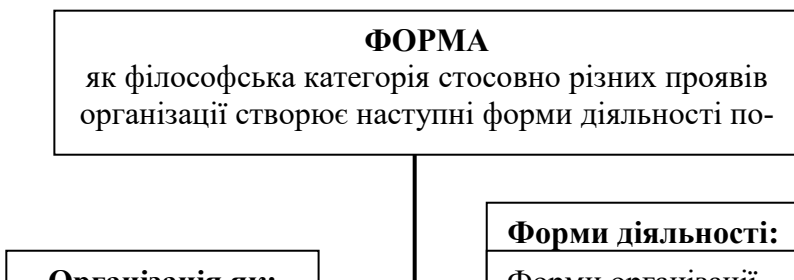 ФОРМА
як філософська категорія стосовно різних проявів
організації створює наступні форми діяльності по-
Форми діяльності:
Організація як:
Форми організації